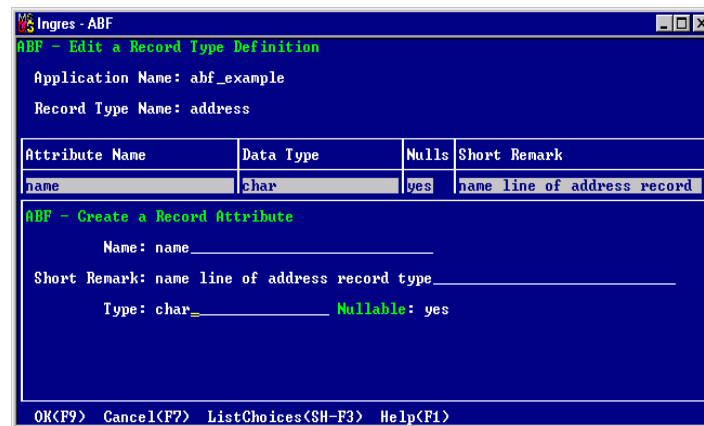 Ingres - ABF
ABF - Edit a Record Type Definition
Application Name: abf_example
Record Type Name: address
Attribute Name Data Type Nulls Short Remark
name char yes name line of address record
ABF - Create a Record Attribute
Name: name
Short Remark: name line of address record type
Type: char Nullable: yes
OK(F9) Cancel(F7) ListChoices(SH-F3) Help(F1)